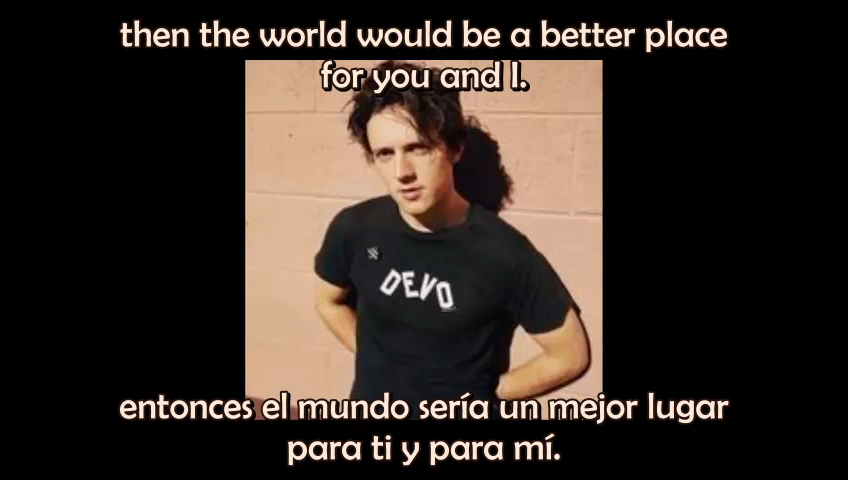 then the world would be a better place
for you and I.
DEVO
entonces el mundo sería un mejor lugar
para ti y para mí.